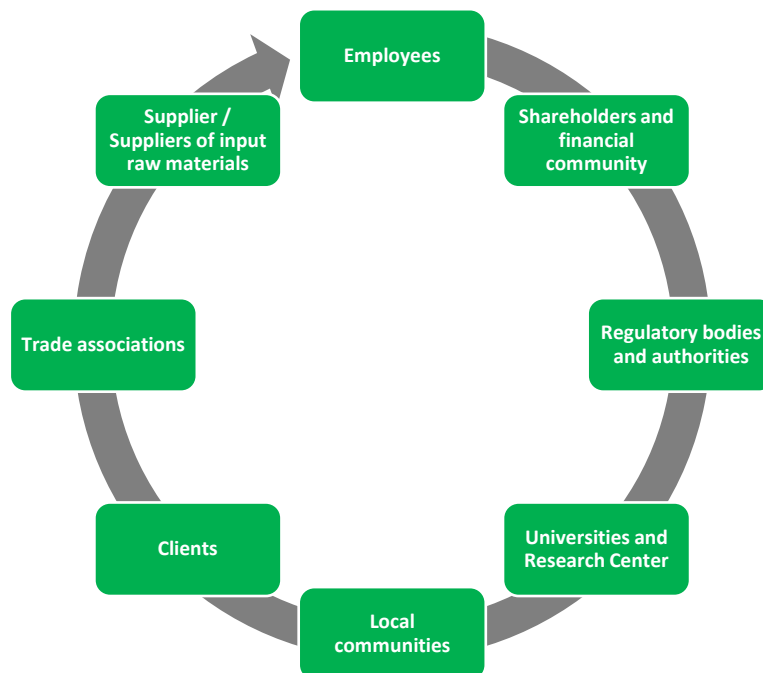 Employees
Shareholders and
financial
community
Regulatory bodies
and authorities
Universities and
Research Center
Local
communities
Clients
Trade associations
Supplier /
Suppliers of input
raw materials